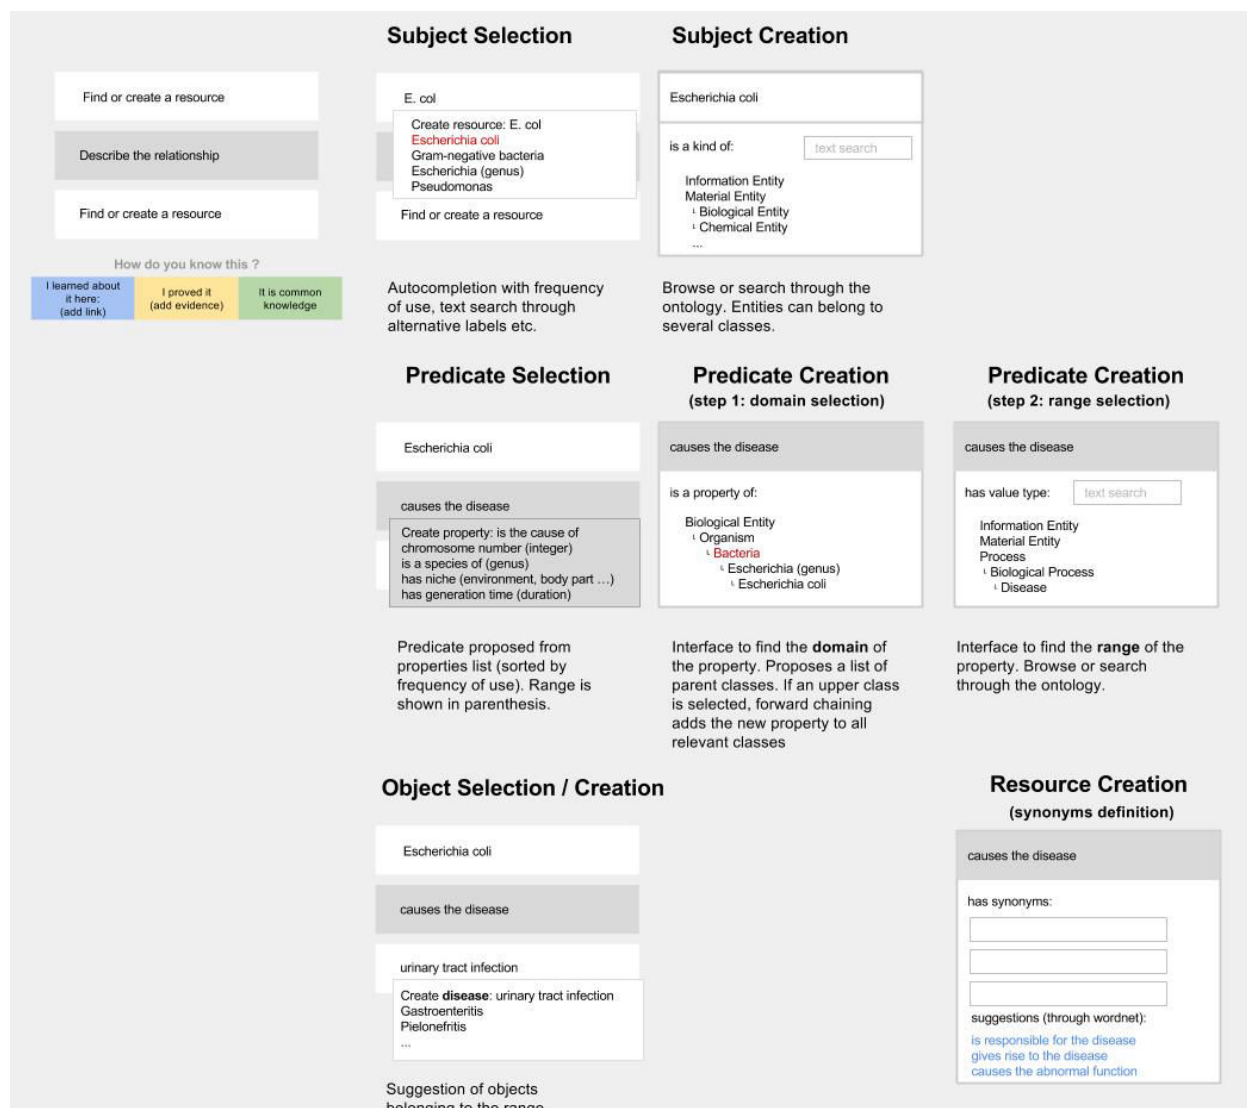 Subject Selection
Subject Creation
Find or create a resource
Describe the relationship
Find or create a resource
How do you know this ?
I learned about
it here:
(add link)
I proved it
(add evidence)
It is common
knowledge
E. col
Create resource: E. col
Escherichia coli
Gram-negative bacteria
Escherichia (genus)
Pseudomonas
Find or create a resource
Autocompletion with frequency
of use, text search through
alternative labels etc.
Escherichia coli
is a kind of:
text search
Information Entity
Material Entity
└ Biological Entity
└ Chemical Entity
...
Browse or search through the
ontology. Entities can belong to
several classes.
Predicate Selection
Escherichia coli
causes the disease
Create property: is the cause of
chromosome number (integer)
is a species of (genus)
has niche (environment, body part ...)
has generation time (duration)
Predicate proposed from
properties list (sorted by
frequency of use). Range is
shown in parenthesis.
Predicate Creation
(step 1: domain selection)
causes the disease
is a property of:
Biological Entity
└ Organism
└ Bacteria
└ Escherichia (genus)
└ Escherichia coli
Interface to find the domain of
the property. Proposes a list of
parent classes. If an upper class
is selected, forward chaining
adds the new property to all
relevant classes
Predicate Creation
(step 2: range selection)
causes the disease
has value type:
text search
Information Entity
Material Entity
Process
└ Biological Process
└ Disease
Interface to find the range of the
property. Browse or search
through the ontology.
Object Selection / Creation
Escherichia coli
causes the disease
urinary tract infection
Create disease: urinary tract infection
Gastroenteritis
Pielonefritis
...
Suggestion of objects
belonging to the range
Resource Creation
(synonyms definition)
causes the disease
has synonyms:
suggestions (through wordnet):
is responsible for the disease
gives rise to the disease
causes the abnormal function